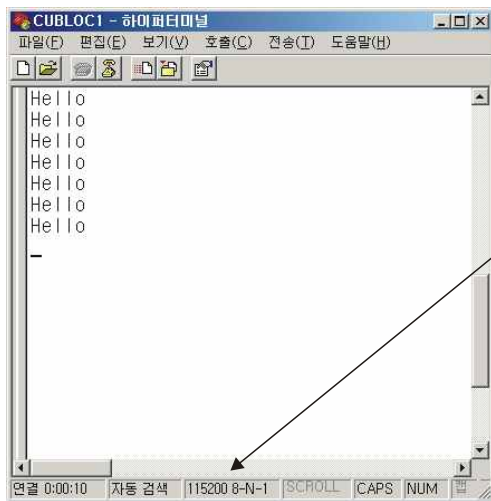 CUBLOC1 - 하이퍼터미널
파일(F) 편집(E) 보기(V) 호출(C) 전송(T) 도움말(H)
Hello
Hello
Hello
Hello
Hello
Hello
Hello
연결 0:00:10 자동 검색 115200 8-N-1 SCROLL CAPS NUM